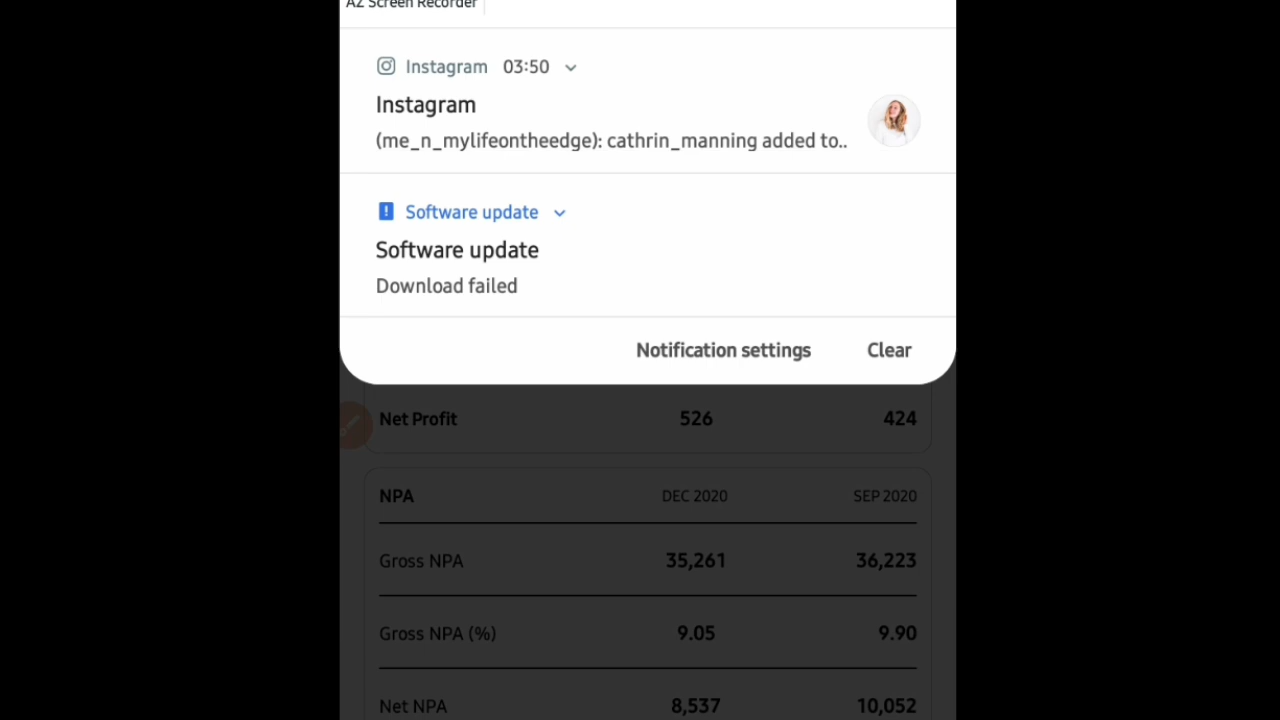 AZ Screen Recorder
Instagram 03:50
Instagram
(me_n_mylifeontheedge): cathrin_manning added to..
Software update
Software update
Download failed
Notification settings Clear
Net Profit 526 424
NPA DEC 2020 SEP 2020
Gross NPA 35,261 36,223
Gross NPA (%) 9.05 9.90
Net NPA 8,537 10,052